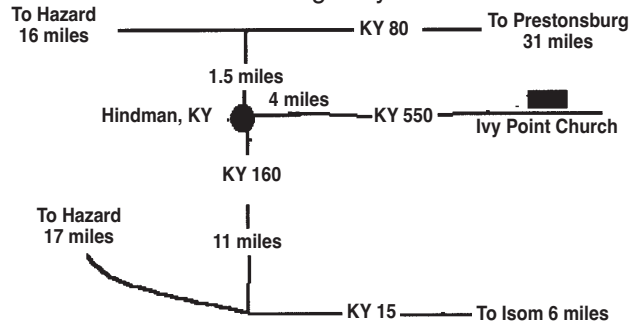 To Hazard
16 miles
KY 80
To Prestonsburg
31 miles
1.5 miles
4 miles
Hindman, KY
KY 550
Ivy Point Church
KY 160
To Hazard
17 miles
11 miles
KY 15
To Isom 6 miles